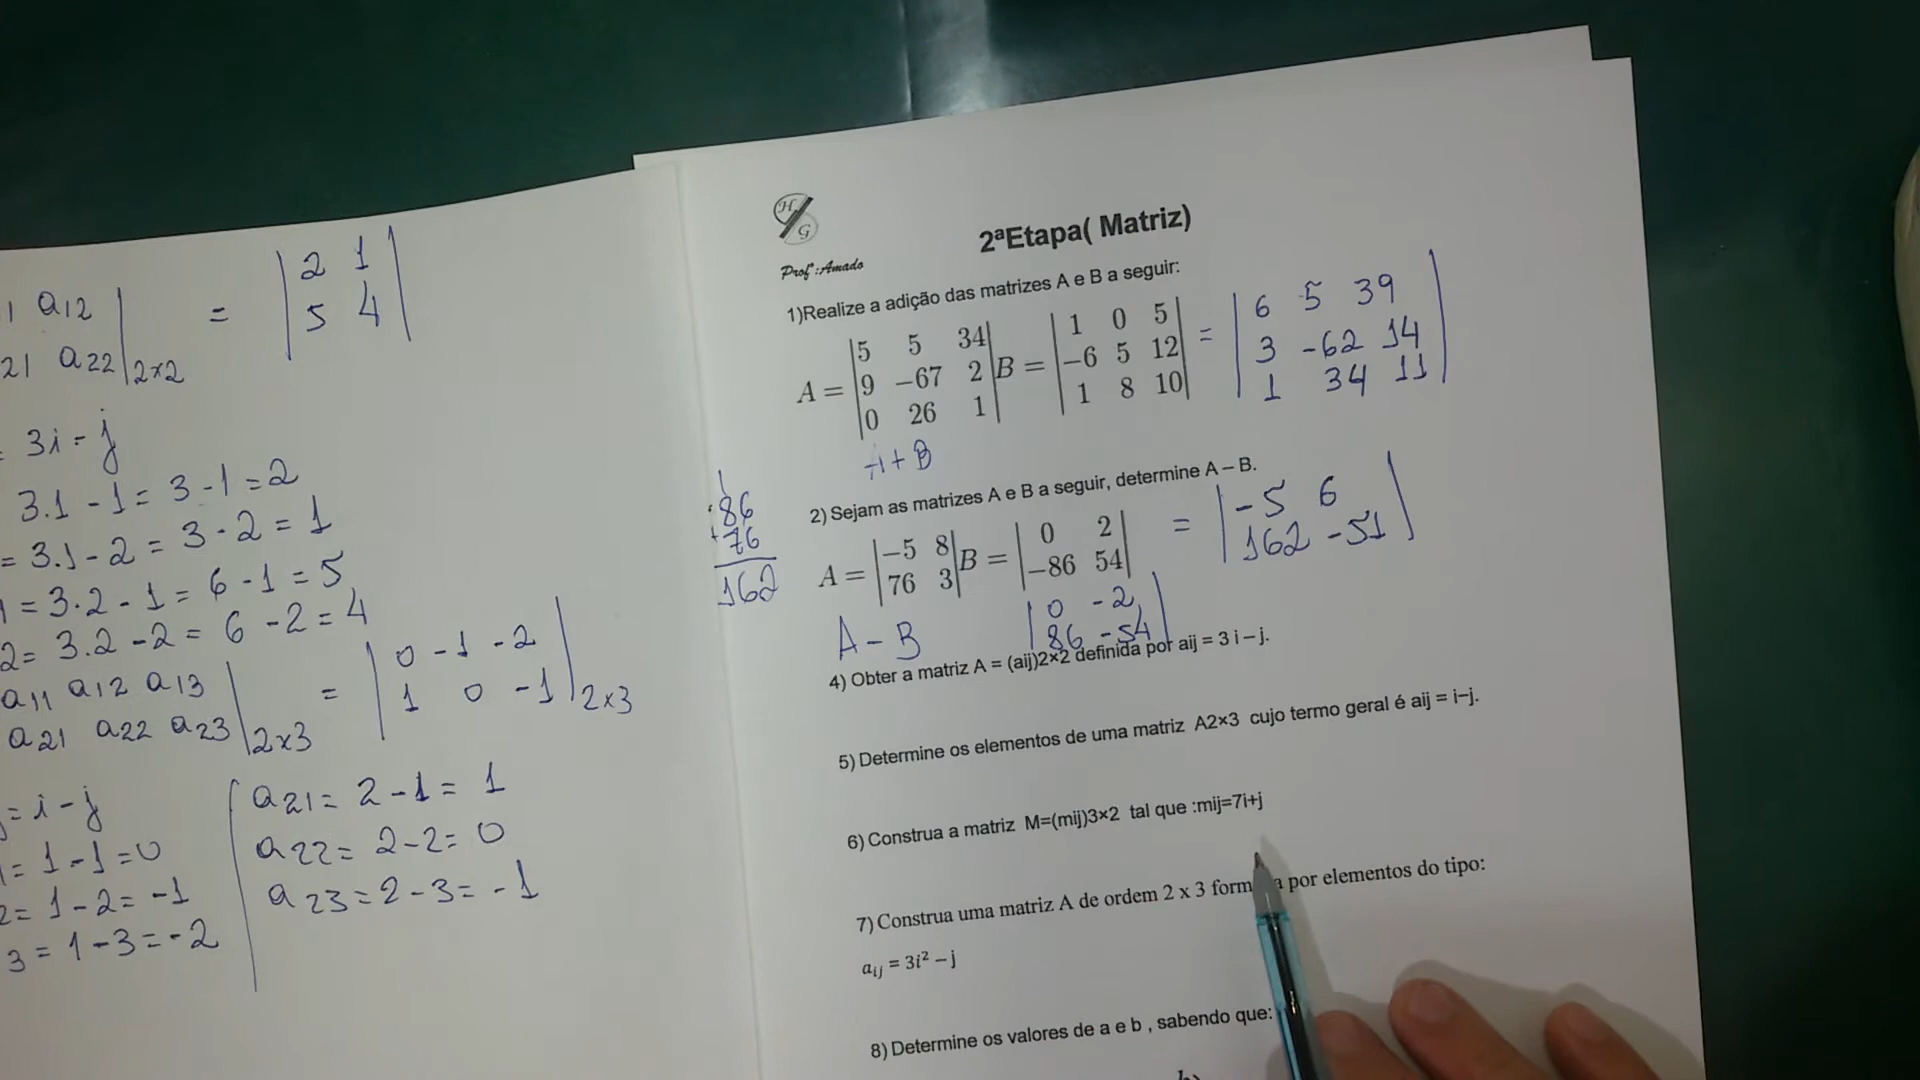 | a12 | = | 2 1 |
21 a22 | 2x2 | 5 4 |
= 3i - j
3.1 - 1 = 3 - 1 = 2
= 3.1 - 2 = 3 - 2 = 1
1 = 3.2 - 1 = 6 - 1 = 5
2 = 3.2 - 2 = 6 - 2 = 4
a11 a12 a13 | = | 0 -1 -2 |
a21 a22 a23 | 2x3 | 1 0 -1 | 2x3
= i - j
= 1 - 1 = 0
2 = 1 - 2 = -1
3 = 1 - 3 = -2
a21 = 2 - 1 = 1
a22 = 2 - 2 = 0
a23 = 2 - 3 = -1
H G
Profº:Amado
2ªEtapa( Matriz)
1)Realize a adição das matrizes A e B a seguir:
A = | 5 5 34 | B = | 1 0 5 | = | 6 5 39 |
| 9 −67 2 | | −6 5 12 | | 3 -62 14 |
| 0 26 1 | | 1 8 10 | | 1 34 11 |
A + B
2) Sejam as matrizes A e B a seguir, determine A – B.
1
86
+76
162
A = | −5 8 | B = | 0 2 | = | -5 6 |
| 76 3 | | −86 54 | | 162 -51 |
A - B | 0 -2 |
| 86 -54 |
4) Obter a matriz A = (aij)2×2 definida por aij = 3 i – j.
5) Determine os elementos de uma matriz A2×3 cujo termo geral é aij = i–j.
6) Construa a matriz M=(mij)3×2 tal que :mij=7i+j
7) Construa uma matriz A de ordem 2 x 3 form a por elementos do tipo:
aij = 3i² – j
8) Determine os valores de a e b , sabendo que: